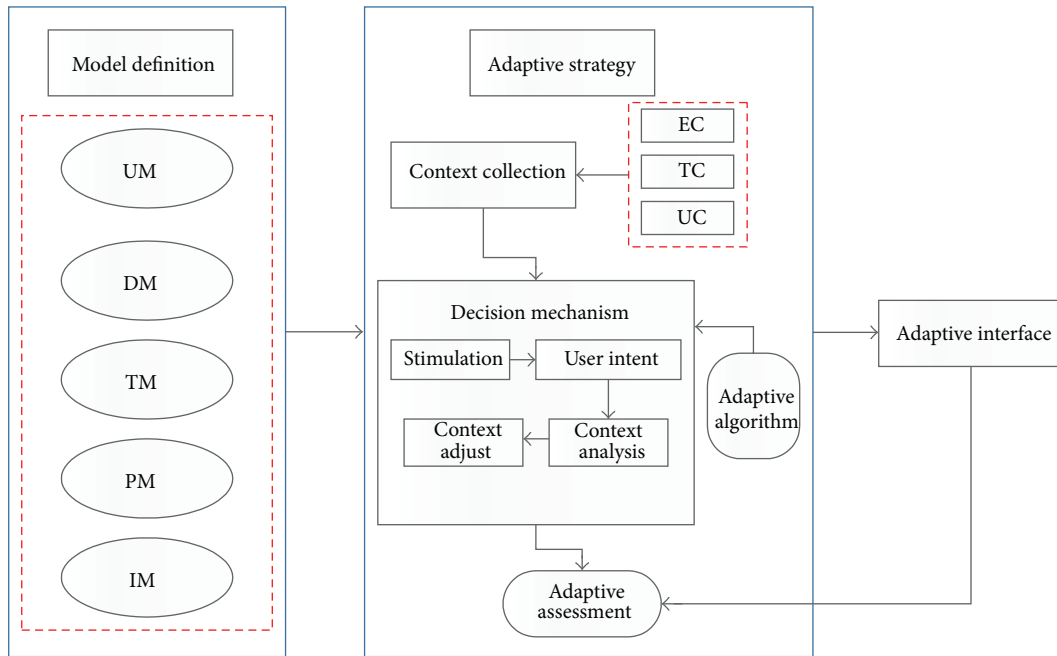 Model definition
UM
DM
TM
PM
IM
Adaptive strategy
EC
TC
UC
Context collection
Decision mechanism
Stimulation
User intent
Context
adjust
Context
analysis
Adaptive
algorithm
Adaptive
assessment
Adaptive interface